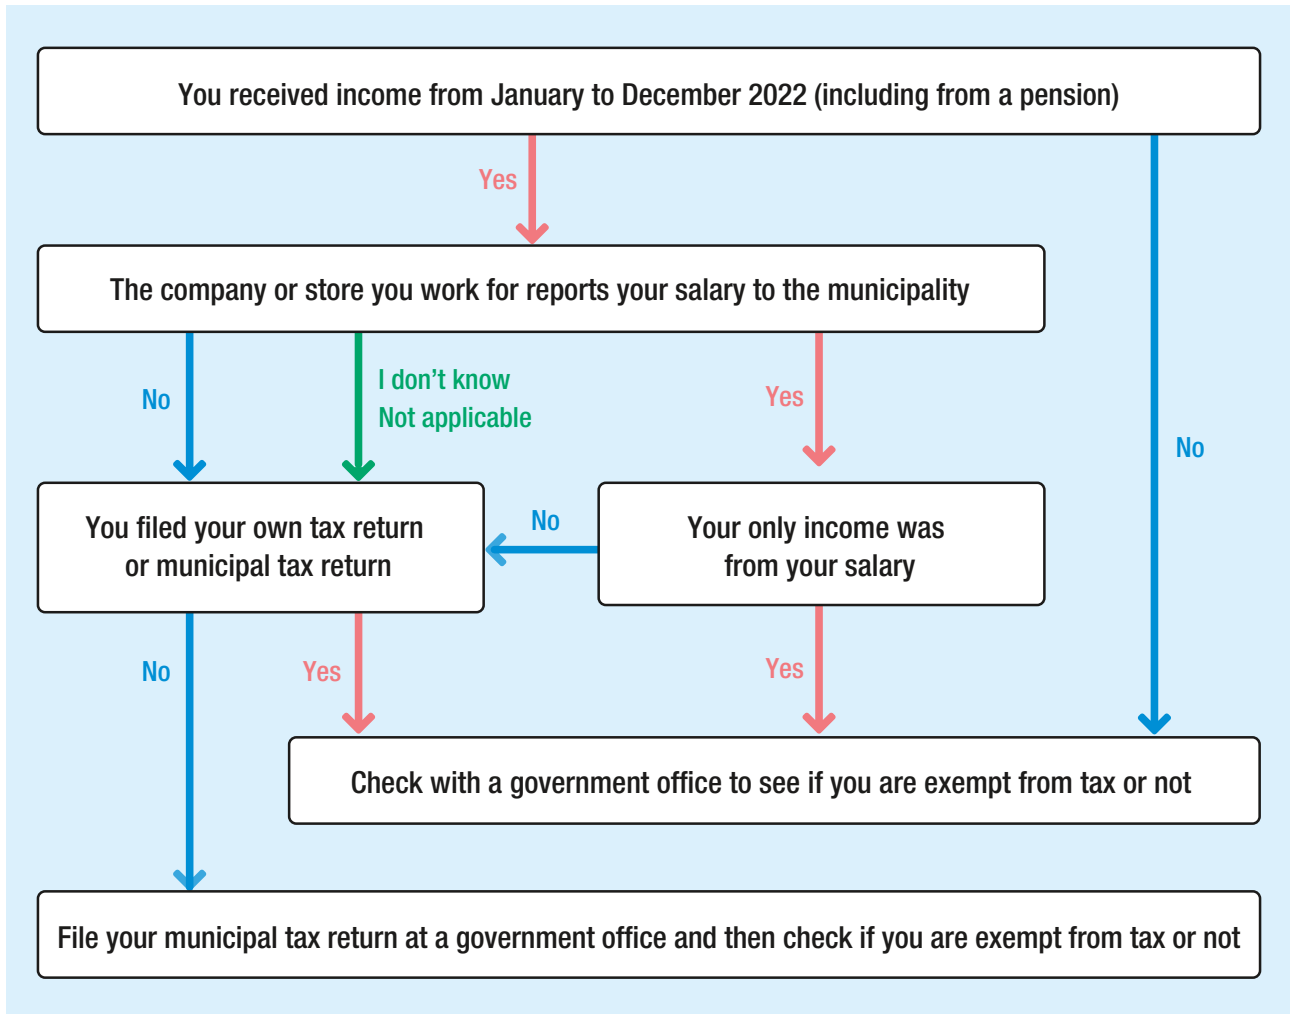 You received income from January to December 2022 (including from a pension)
Yes
The company or store you work for reports your salary to the municipality
No
I don't know
Not applicable
Yes
No
You filed your own tax return
or municipal tax return
No
Your only income was
from your salary
No
Yes
Yes
Check with a government office to see if you are exempt from tax or not
File your municipal tax return at a government office and then check if you are exempt from tax or not